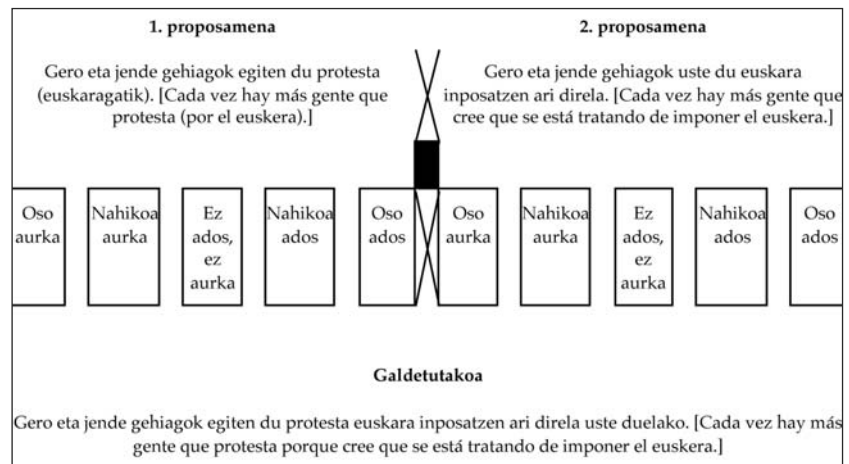 1. proposamena
Gero eta jende gehiagok egiten du protesta
(euskaragatik). [Cada vez hay más gente que
protesta (por el euskera).]
2. proposamena
Gero eta jende gehiagok uste du euskara
inposatzen ari direla. [Cada vez hay más gente que
cree que se está tratando de imponer el euskera.]
Oso
aurka
Nahikoa
aurka
Ez
ados,
ez
aurka
Nahikoa
ados
Oso
ados
Oso
aurka
Nahikoa
aurka
Ez
ados,
ez
aurka
Nahikoa
ados
Oso
ados
Galdetutakoa
Gero eta jende gehiagok egiten du protesta euskara inposatzen ari direla uste duelako. [Cada vez hay más
gente que protesta porque cree que se está tratando de imponer el euskera.]